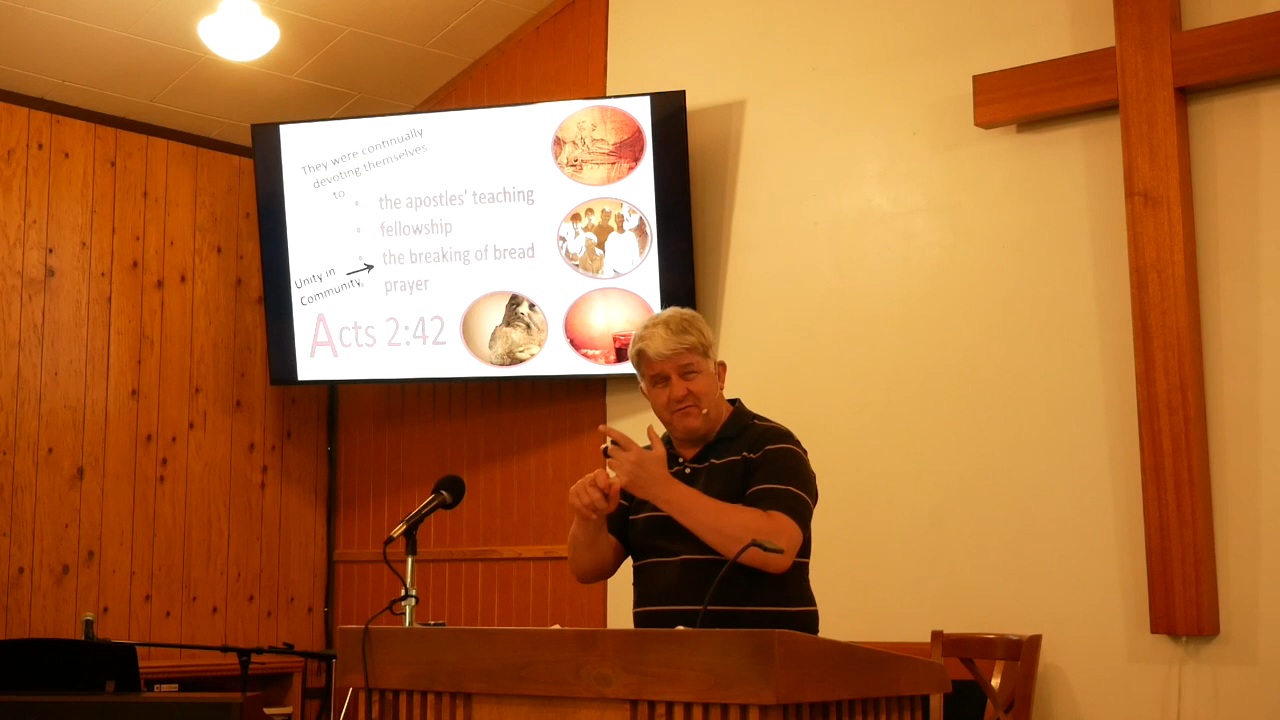 They were continually
devoting themselves
to
the apostles' teaching
fellowship
the breaking of bread
prayer
Unity in
Community
Acts 2:42